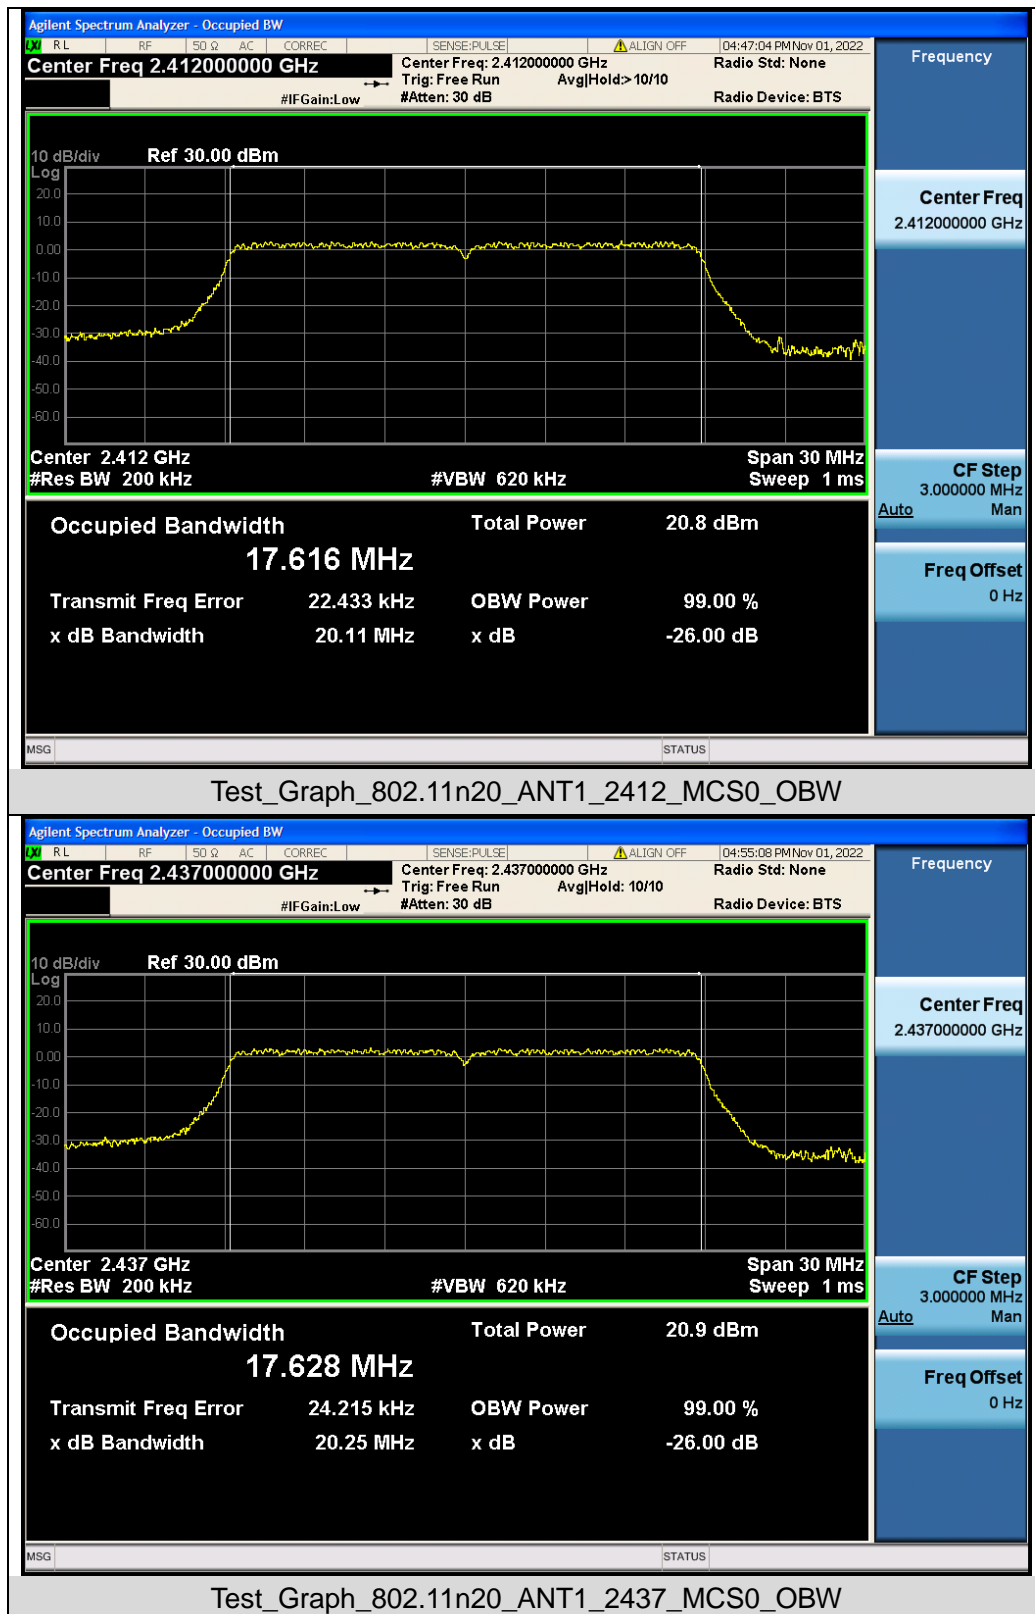 Agilent Spectrum Analyzer - Occupied BW
LXI RL RF 50 Ω AC CORREC SENSE:PULSE ALIGN OFF 04:47:04 PM Nov 01, 2022
Center Freq 2.412000000 GHz
Center Freq: 2.412000000 GHz
Radio Std: None
Trig: Free Run Avg|Hold:> 10/10
#IFGain:Low #Atten: 30 dB Radio Device: BTS
10 dB/div Ref 30.00 dBm
Log
20.0
10.0
0.00
-10.0
-20.0
-30.0
-40.0
-50.0
-60.0
Center 2.412 GHz Span 30 MHz
#Res BW 200 kHz #VBW 620 kHz Sweep 1 ms
Occupied Bandwidth Total Power 20.8 dBm
17.616 MHz
Transmit Freq Error 22.433 kHz OBW Power 99.00 %
x dB Bandwidth 20.11 MHz x dB -26.00 dB
MSG STATUS
Frequency
Center Freq
2.412000000 GHz
CF Step
3.000000 MHz
Auto Man
Freq Offset
0 Hz
Test_Graph_802.11n20_ANT1_2412_MCS0_OBW
Agilent Spectrum Analyzer - Occupied BW
LXI RL RF 50 Ω AC CORREC SENSE:PULSE ALIGN OFF 04:55:08 PM Nov 01, 2022
Center Freq 2.437000000 GHz
Center Freq: 2.437000000 GHz
Radio Std: None
Trig: Free Run Avg|Hold: 10/10
#IFGain:Low #Atten: 30 dB Radio Device: BTS
10 dB/div Ref 30.00 dBm
Log
20.0
10.0
0.00
-10.0
-20.0
-30.0
-40.0
-50.0
-60.0
Center 2.437 GHz Span 30 MHz
#Res BW 200 kHz #VBW 620 kHz Sweep 1 ms
Occupied Bandwidth Total Power 20.9 dBm
17.628 MHz
Transmit Freq Error 24.215 kHz OBW Power 99.00 %
x dB Bandwidth 20.25 MHz x dB -26.00 dB
MSG STATUS
Frequency
Center Freq
2.437000000 GHz
CF Step
3.000000 MHz
Auto Man
Freq Offset
0 Hz
Test_Graph_802.11n20_ANT1_2437_MCS0_OBW